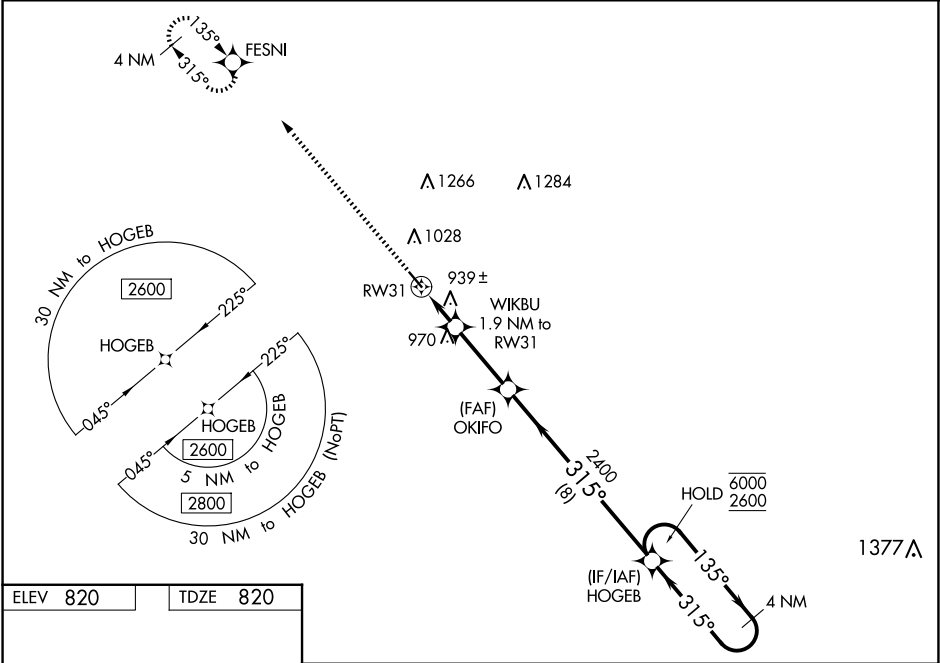 135°
FESNI
4 NM
315°
1266
1284
1028
30 NM to HOGEB
2600
225°
HOGEB
045°
RW31
939 ±
WIKBU
1.9 NM to
RW31
970
225°
HOGEB
045°
2600
5 NM to HOGEB
2800
30 NM to HOGEB (NoPT)
(FAF)
OKIFO
2400
315°
(8)
HOLD
6000
2600
1377
135°
(IF/IAF)
HOGEB
315°
4 NM
ELEV 820
TDZE 820